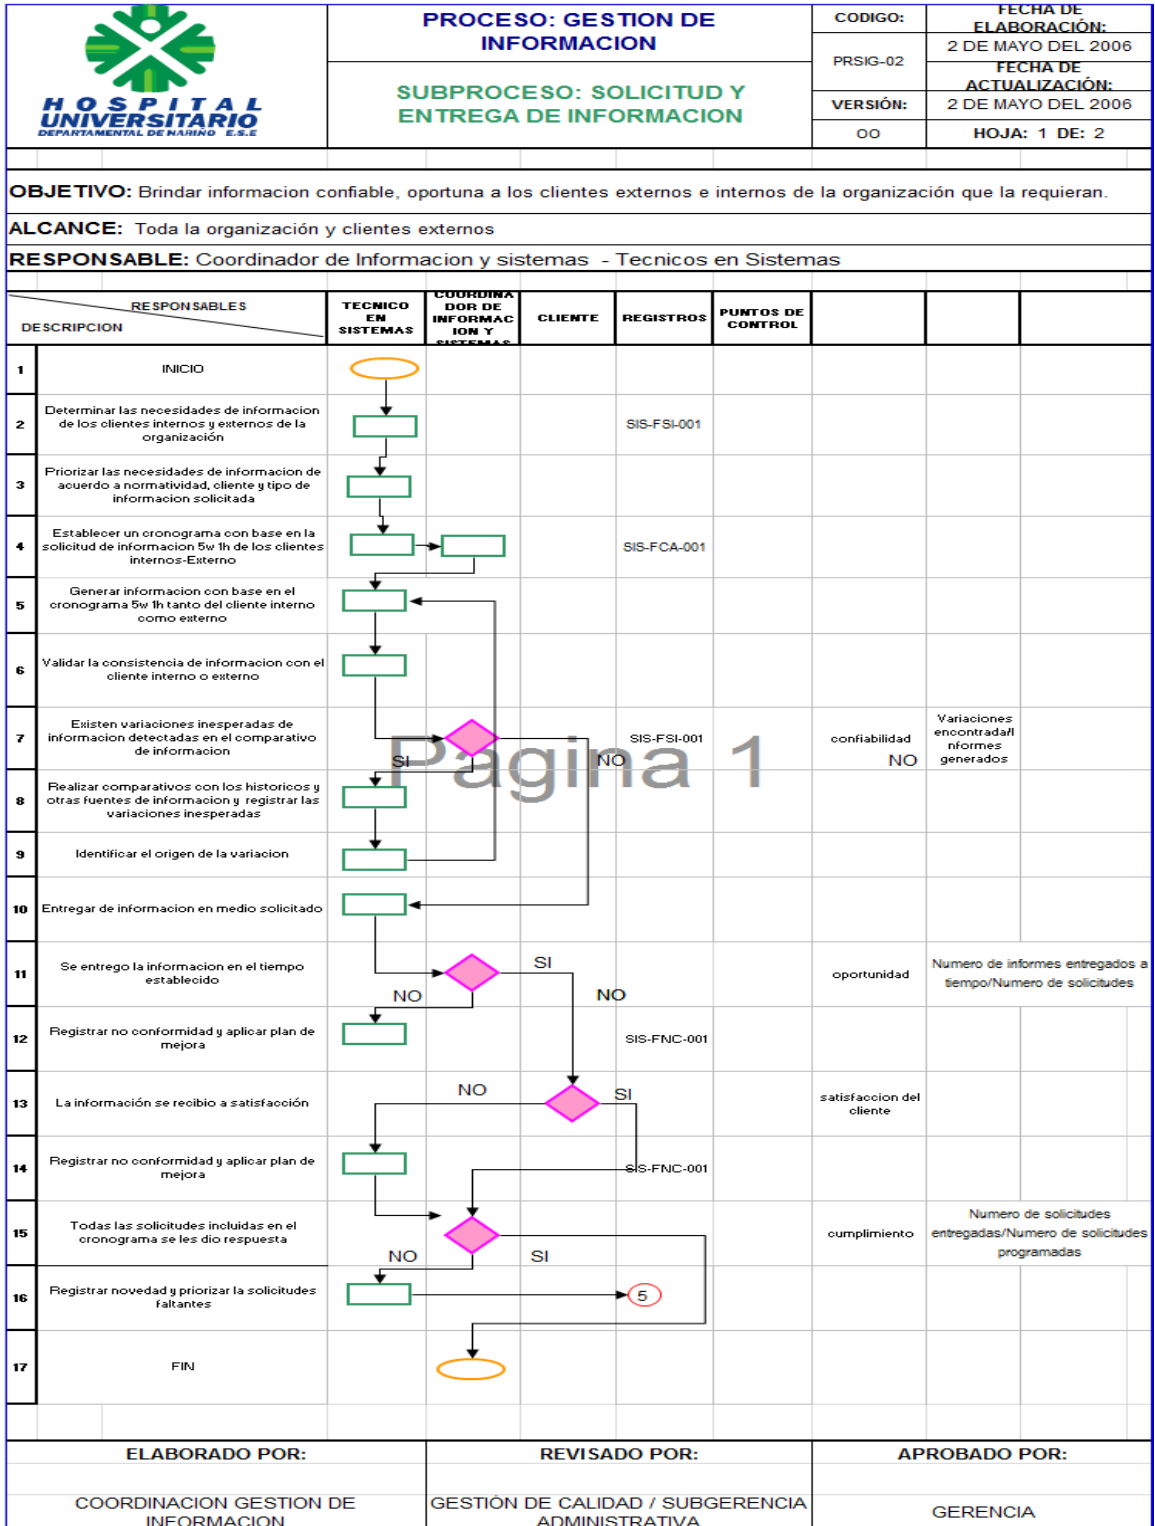 HOSPITAL
UNIVERSITARIO
DEPARTAMENTAL DE NARIÑO E.S.E
PROCESO: GESTION DE
INFORMACION
SUBPROCESO: SOLICITUD Y
ENTREGA DE INFORMACION
CODIGO:
PRSIG-02
VERSIÓN:
OO
FECHA DE
ELABORACIÓN:
2 DE MAYO DEL 2006
FECHA DE
ACTUALIZACIÓN:
2 DE MAYO DEL 2006
HOJA: 1 DE: 2
OBJETIVO: Brindar informacion confiable, oportuna a los clientes externos e internos de la organización que la requieran.
ALCANCE: Toda la organización y clientes externos
RESPONSABLE: Coordinador de Informacion y sistemas - Tecnicos en Sistemas
RESPONSABLES
DESCRIPCION
TECNICO
EN
SISTEMAS
COORDINA
DOR DE
INFORMAC
ION Y
SISTEMAS
CLIENTE
REGISTROS
PUNTOS DE
CONTROL
1
INICIO
2
Determinar las necesidades de informacion
de los clientes internos y externos de la
organización
SIS-FSI-001
3
Priorizar las necesidades de informacion de
acuerdo a normatividad, cliente y tipo de
informacion solicitada
4
Establecer un cronograma con base en la
solicitud de informacion 5w 1h de los clientes
internos-Externo
SIS-FCA-001
5
Generar informacion con base en el
cronograma 5w 1h tanto del cliente interno
como externo
6
Validar la consistencia de informacion con el
cliente interno o externo
7
Existen variaciones inesperadas de
informacion detectadas en el comparativo
de informacion
SI
NO
SIS-FSI-001
confiabilidad
NO
Variaciones
encontrada/I
nformes
generados
Pagina 1
8
Realizar comparativos con los historicos y
otras fuentes de informacion y registrar las
variaciones inesperadas
9
Identificar el origen de la variacion
10
Entregar de informacion en medio solicitado
11
Se entrego la informacion en el tiempo
establecido
SI
NO
NO
oportunidad
Numero de informes entregados a
tiempo/Numero de solicitudes
12
Registrar no conformidad y aplicar plan de
mejora
SIS-FNC-001
13
La información se recibio a satisfacción
NO
SI
satisfaccion del
cliente
14
Registrar no conformidad y aplicar plan de
mejora
SIS-FNC-001
15
Todas las solicitudes incluidas en el
cronograma se les dio respuesta
NO
SI
cumplimiento
Numero de solicitudes
entregadas/Numero de solicitudes
programadas
16
Registrar novedad y priorizar la solicitudes
faltantes
5
17
FIN
ELABORADO POR:
REVISADO POR:
APROBADO POR:
COORDINACION GESTION DE
INFORMACION
GESTIÓN DE CALIDAD / SUBGERENCIA
ADMINISTRATIVA
GERENCIA